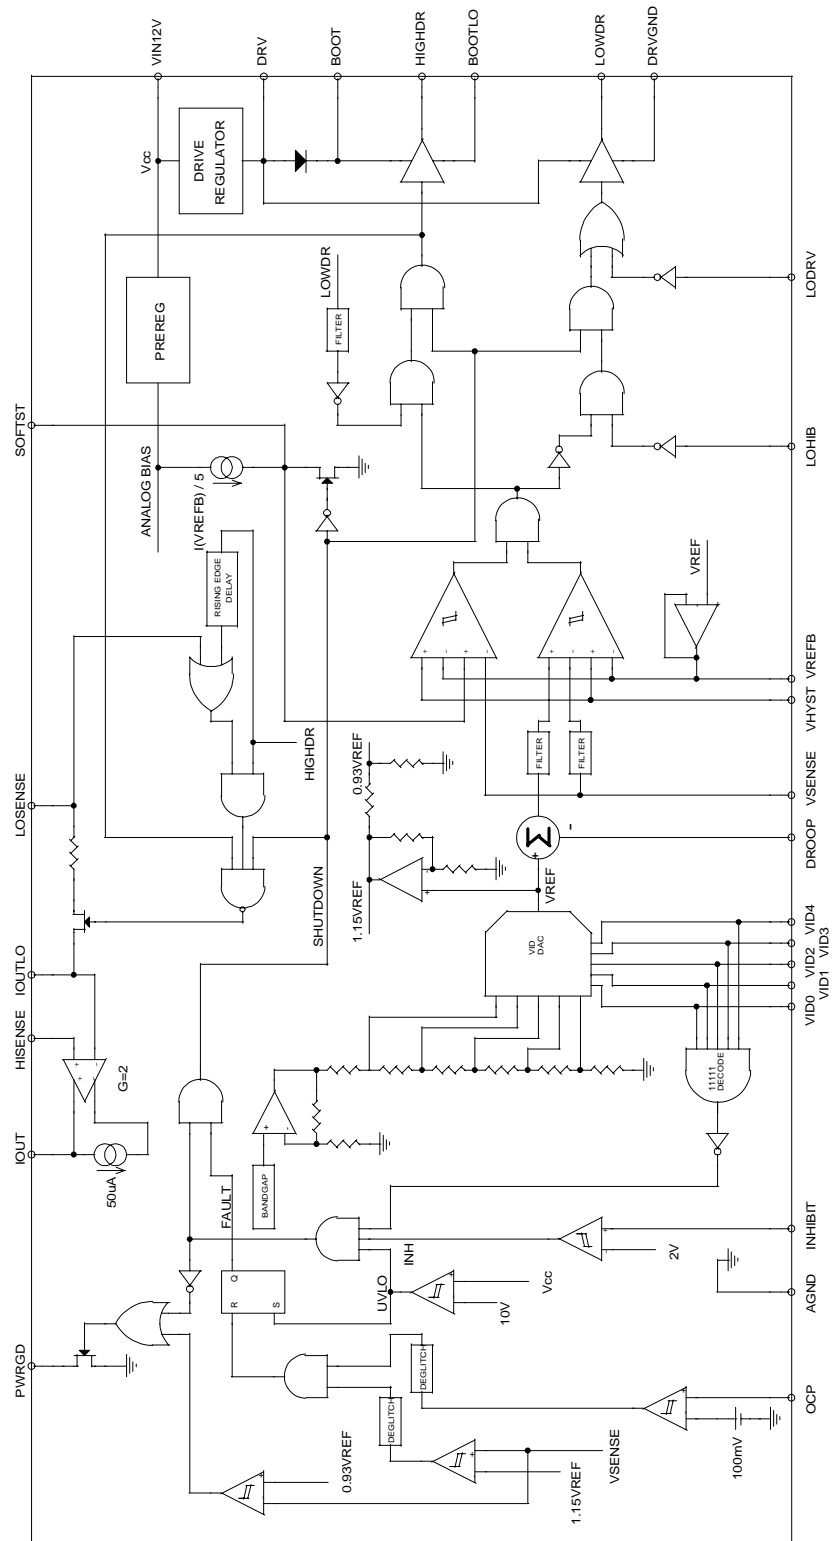 VIN12V
DRV
BOOT
HIGHDR
BOOTLO
LOWDR
DRVGND
Vcc
DRIVE
REGULATOR
PREREG
LOWDR
FILTER
LODRV
SOFTST
ANALOG BIAS
I(VREFB) / 5
LOHIB
RISING EDGE
DELAY
VREF
VREFB
VHYST
HIGHDR
LOSENSE
0.93VREF
FILTER
FILTER
VSENSE
Σ
DROOP
SHUTDOWN
1.15VREF
VREF
IOUTLO
VID
DAC
VID4
VID3
VID2
VID1
VID0
HISENSE
G=2
11111
DECODE
IOUT
50uA
FAULT
BANDGAP
INH
INHIBIT
2V
Q
R
S
UVLO
Vcc
10V
AGND
PWRGD
DEGLITCH
DEGLITCH
OCP
100mV
0.93VREF
VSENSE
1.15VREF